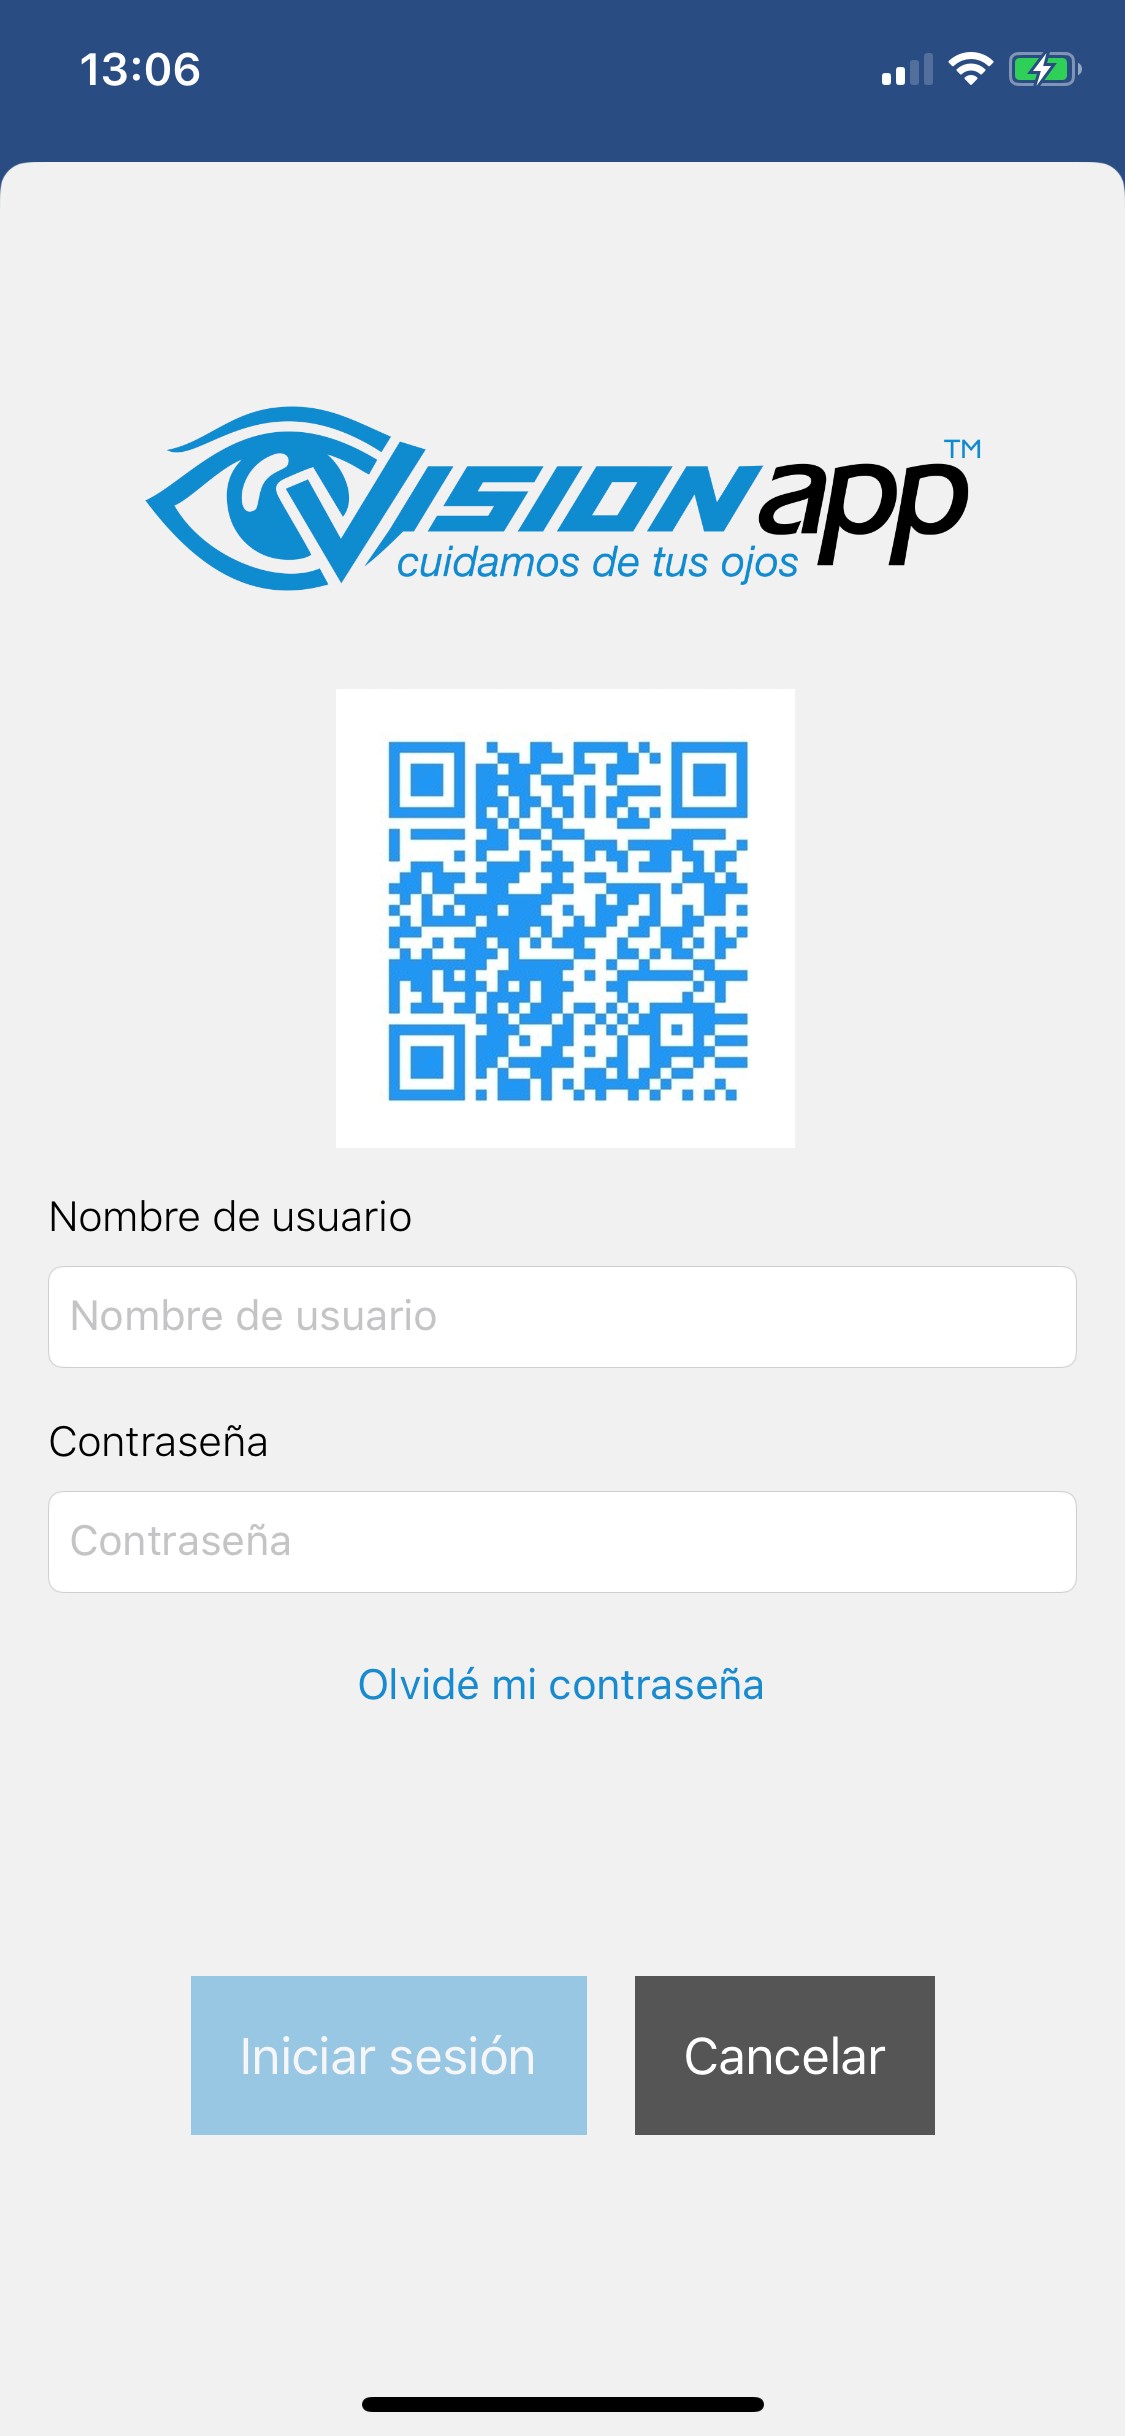 13:06
VISIONapp™
cuidamos de tus ojos
Nombre de usuario
Nombre de usuario
Contraseña
Contraseña
Olvidé mi contraseña
Iniciar sesión
Cancelar